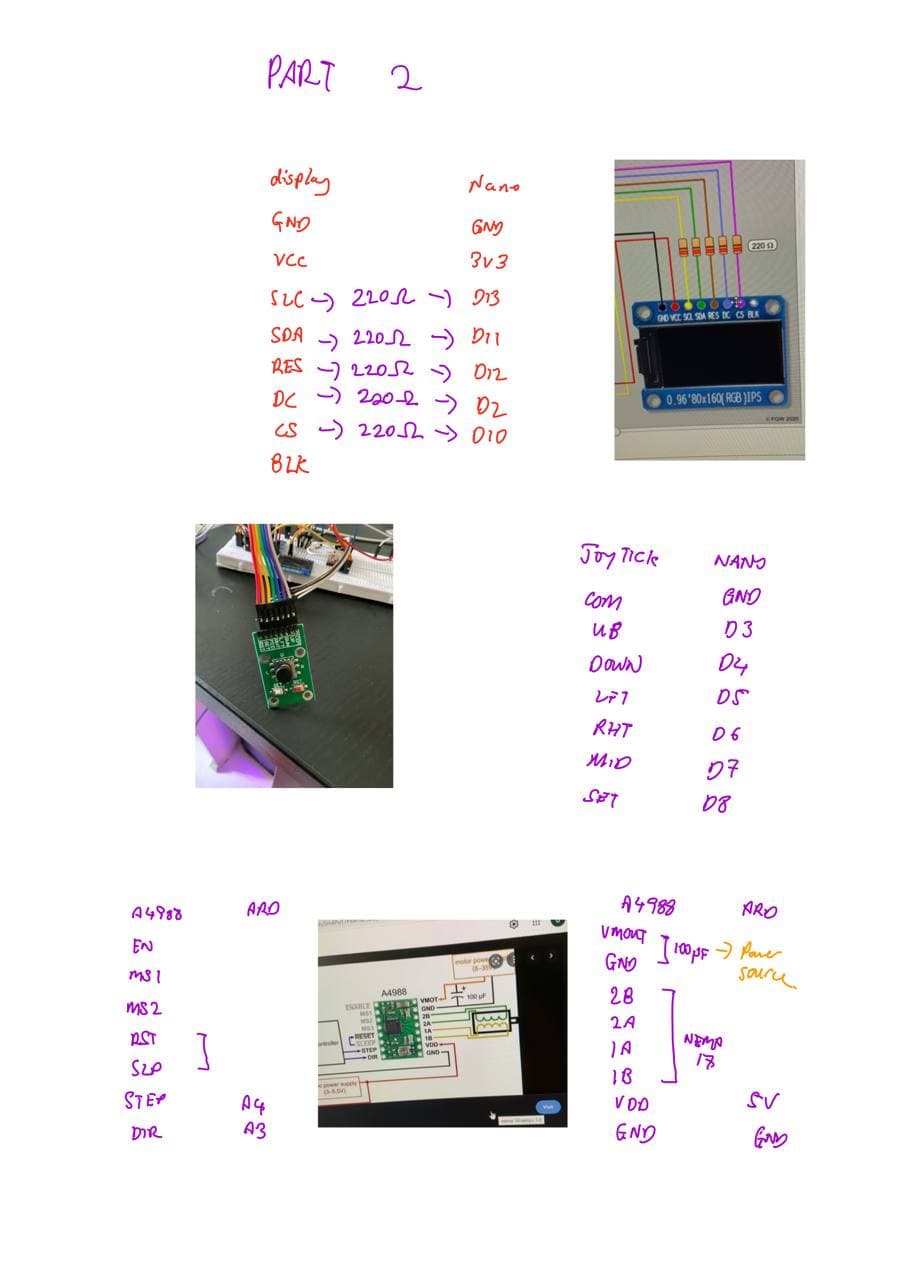 PART 2
display Nano
GND GND
VCC 3V3
SLC → 220Ω → D13
SDA → 220Ω → D11
RES → 220Ω → D12
DC → 220Ω → D2
CS → 220Ω → D10
BLK
220 Ω
GND VCC SCL SDA RES DC CS BLK
0.96'80x160(RGB)IPS
© FGW 2020
JOYTICK NANO
COM GND
UB D3
DOWN D4
LFT D5
RHT D6
MID D7
SET D8
A4988 ARD
EN
MS1
MS2
RST
SLP
STEP A4
DIR A3
motor power
(8-35
A4988
100 µF
ENABLE
MS1
MS2
MS3
RESET
SLEEP
STEP
DIR
VMOT
GND
2B
2A
1A
1B
VDD
GND
ontroller
c power supply
(3-5.5V)
Visit
A4988 ARD
VMOUT
GND
100µF → Power source
2B
2A
1A
1B
NEMA 17
VDD 5V
GND GND